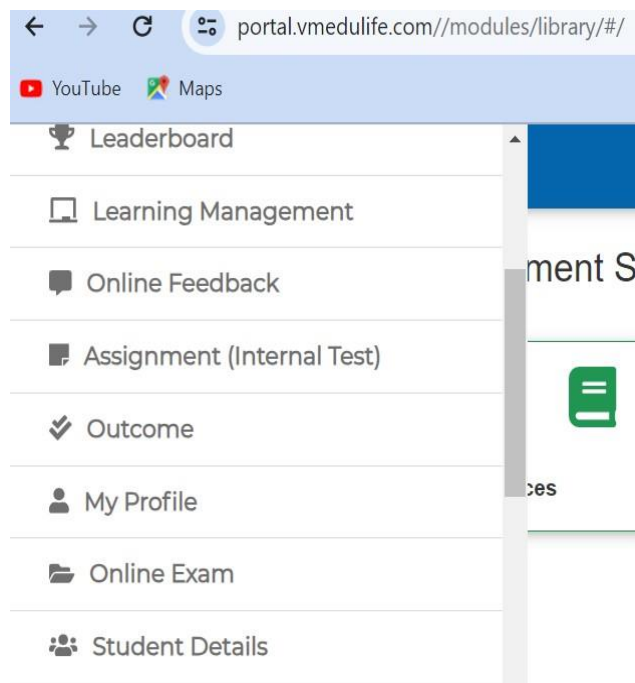 portal.vmedulife.com//modules/library/#/
YouTube Maps
Leaderboard
Learning Management
Online Feedback
ment S
Assignment (Internal Test)
Outcome
My Profile
ces
Online Exam
Student Details